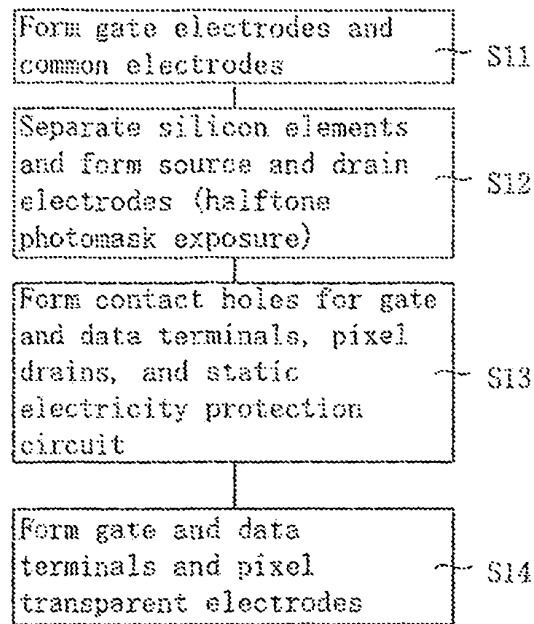 Form gate electrodes and
common electrodes
S11
Separate silicon elements
and form source and drain
electrodes (halftone
photomask exposure)
S12
Form contact holes for gate
and data terminals, pixel
drains, and static
electricity protection
circuit
S13
Form gate and data
terminals and pixel
transparent electrodes
S14